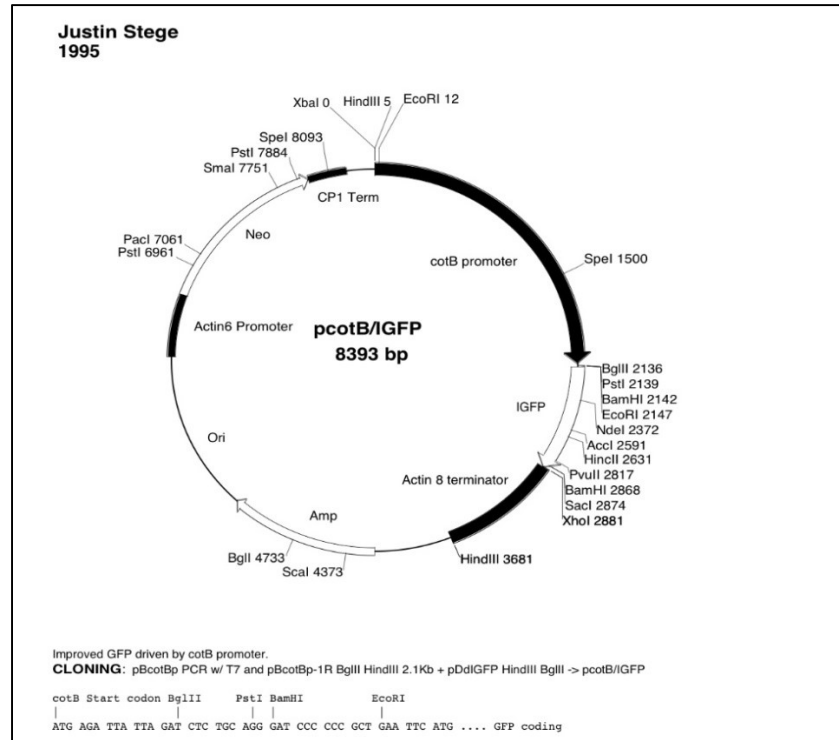 Justin Stege
1995
XbaI 0
HindIII 5
EcoRI 12
SpeI 8093
PstI 7884
SmaI 7751
CP1 Term
Neo
PacI 7061
PstI 6961
cotB promoter
SpeI 1500
Actin6 Promoter
pcotB/IGFP
8393 bp
BglII 2136
PstI 2139
BamHI 2142
EcoRI 2147
NdeI 2372
AccI 2591
HincII 2631
PvuII 2817
BamHI 2868
SacI 2874
XhoI 2881
IGFP
Ori
Actin 8 terminator
Amp
HindIII 3681
BglI 4733
ScaI 4373
Improved GFP driven by cotB promoter.
CLONING: pBcotBp PCR w/ T7 and pBcotBp-1R BglII HindIII 2.1Kb + pDdIGFP HindIII BglII -> pcotB/IGFP
cotB Start codon BglII PstI BamHI EcoRI
| | | | |
ATG AGA TTA TTA GAT CTC TGC AGG GAT CCC CCC GCT GAA TTC ATG .... GFP coding